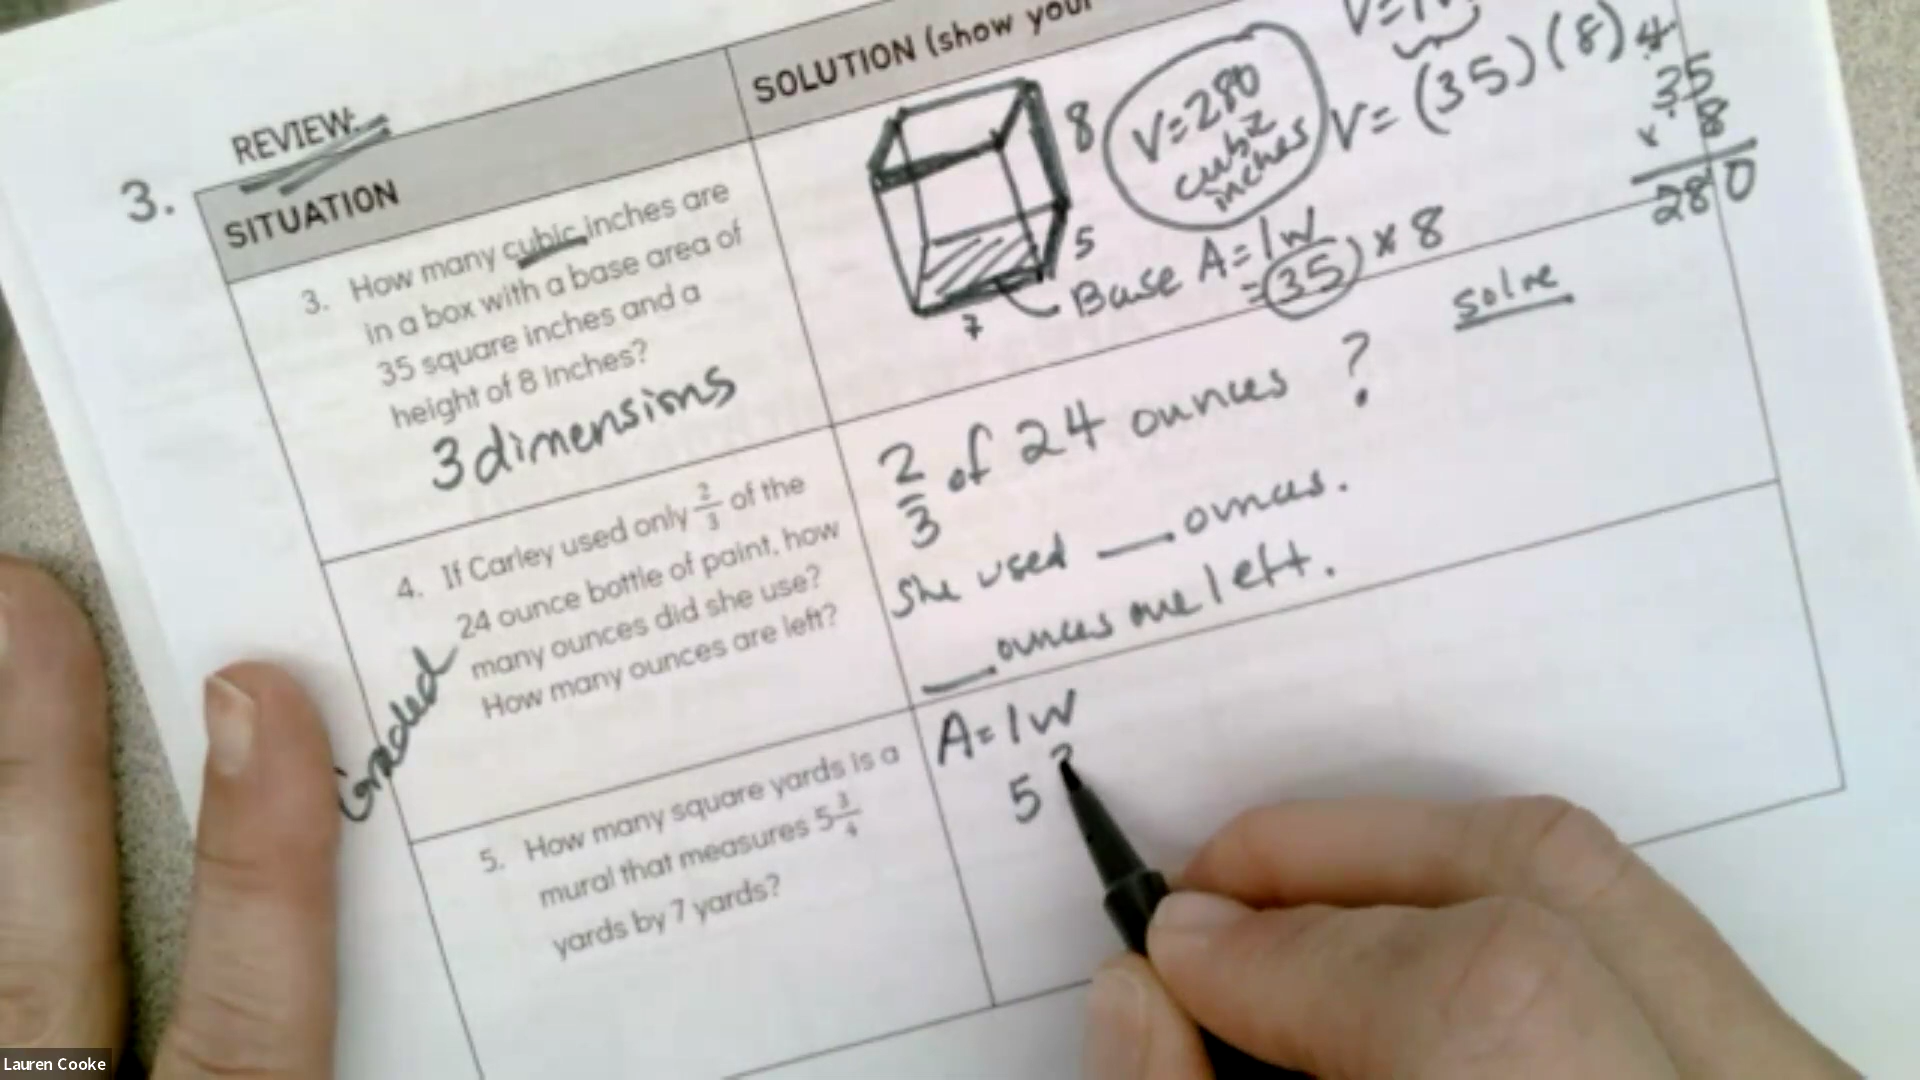 REVIEW:
3.
SITUATION
SOLUTION (show your
3. How many cubic inches are
in a box with a base area of
35 square inches and a
height of 8 inches?
3 dimensions
8
5
7
V=280
cubic
inches
V=
V= (35)(8)
4
35
x 8
280
Base A=lw
=(35) x 8
solve
4. If Carley used only 2/3 of the
24 ounce bottle of paint, how
many ounces did she use?
How many ounces are left?
Graded
2/3 of 24 ounces ?
She used __ ounces.
__ ounces are left.
5. How many square yards is a
mural that measures 5 3/4
yards by 7 yards?
A=lw
5
Lauren Cooke